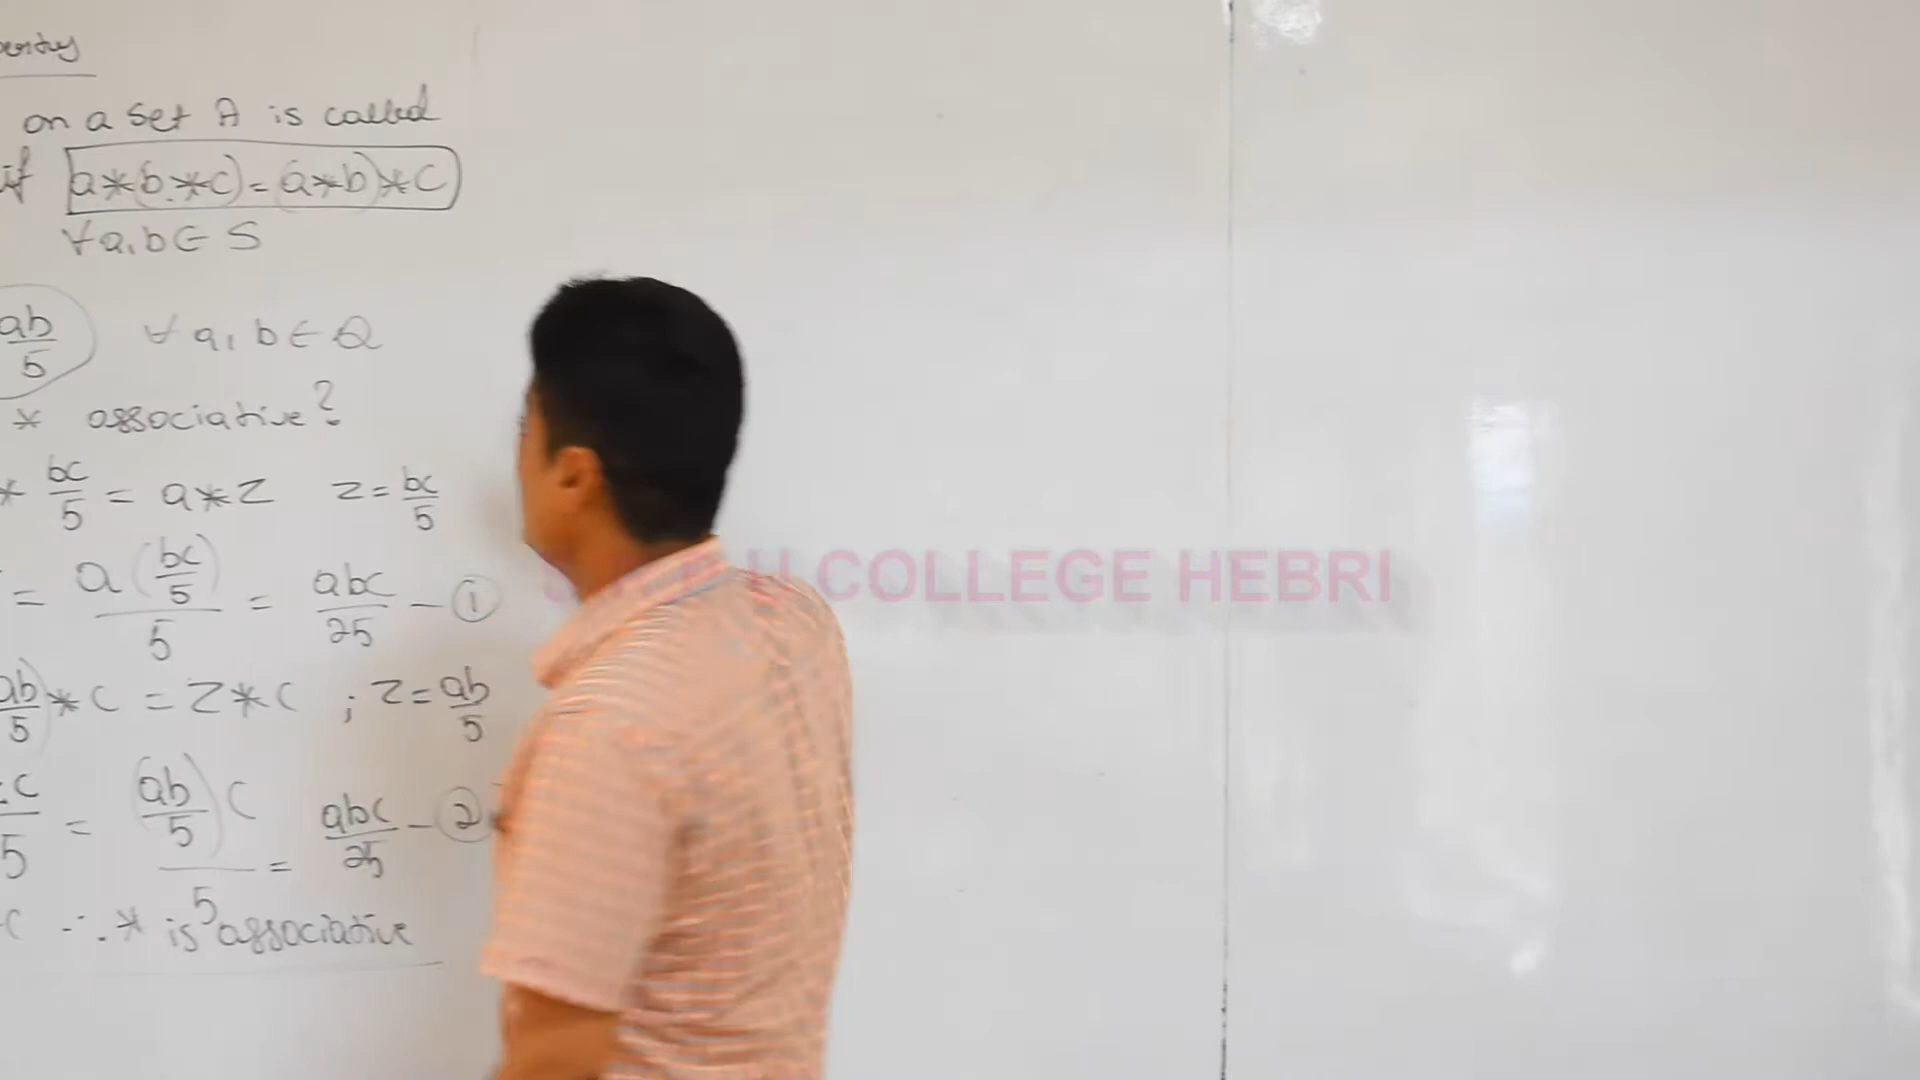 on a set A is called
if a*(b*c)=(a*b)*c
∀a,b∈S
ab/5 ∀ a, b ∈ Q
* associative?
* bc/5 = a*z z=bc/5
= a(bc/5)/5 = abc/25 - ①
(ab/5)*c = z*c ; z=ab/5
c/5 = (ab/5)c/5 = abc/25 - ②
c ∴ * is associative
COLLEGE HEBRI